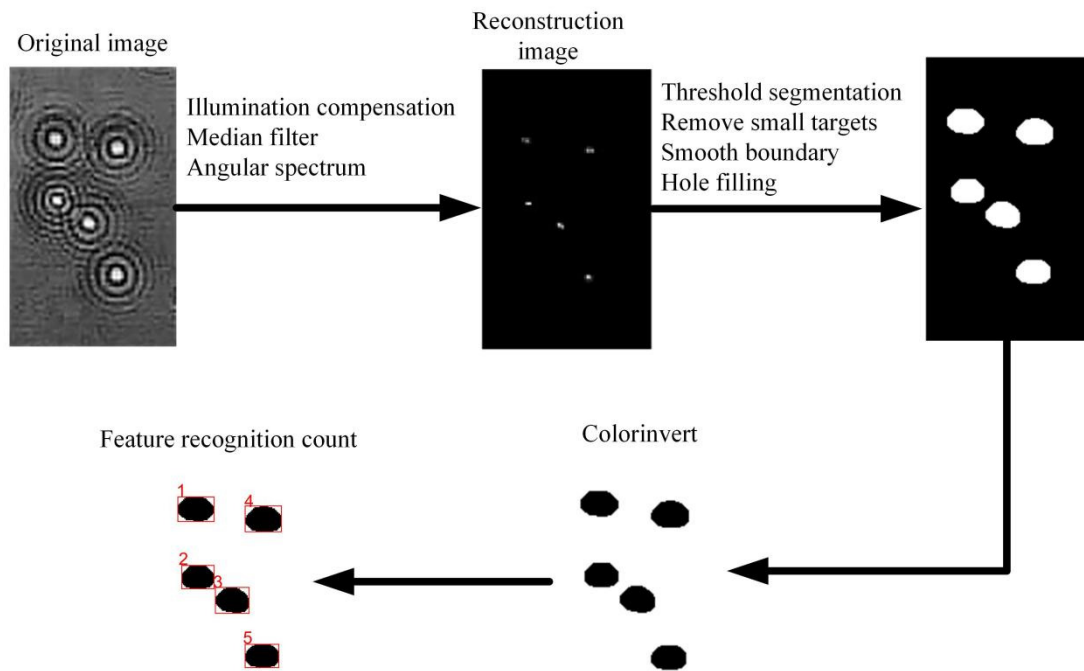 Original image
Illumination compensation
Median filter
Angular spectrum
Reconstruction
image
Threshold segmentation
Remove small targets
Smooth boundary
Hole filling
Feature recognition count
Colorinvert
1
4
2
3
5